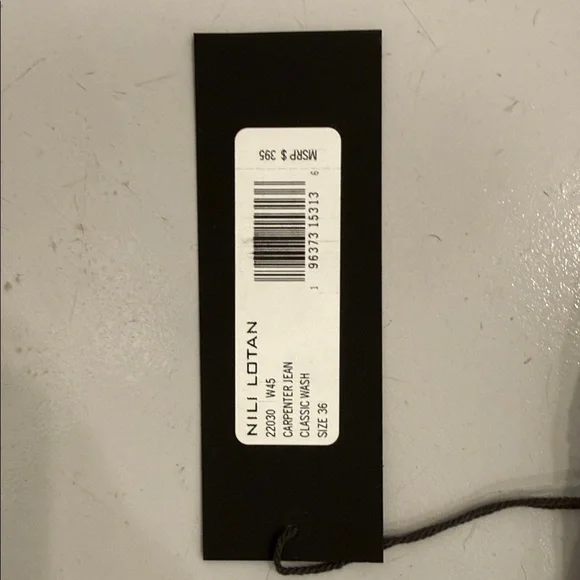 NILI LOTAN
22030 W45
CARPENTER JEAN
CLASSIC WASH
SIZE 36
1 96373 15313 6
MSRP $ 395